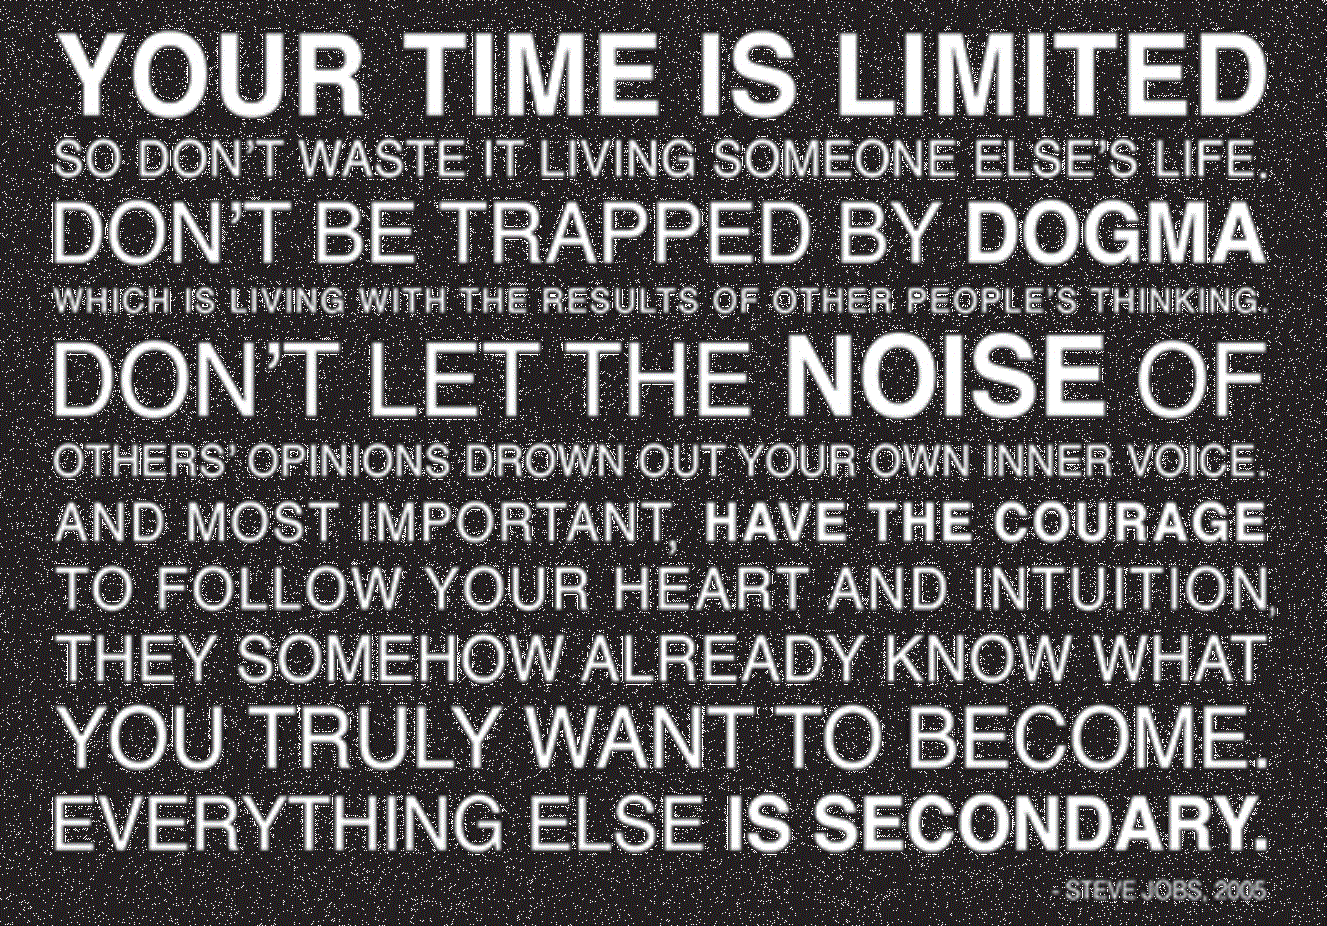 YOUR TIME IS LIMITED
SO DON'T WASTE IT LIVING SOMEONE ELSE'S LIFE.
DON'T BE TRAPPED BY DOGMA
WHICH IS LIVING WITH THE RESULTS OF OTHER PEOPLE'S THINKING.
DON'T LET THE NOISE OF
OTHERS' OPINIONS DROWN OUT YOUR OWN INNER VOICE.
AND MOST IMPORTANT, HAVE THE COURAGE
TO FOLLOW YOUR HEART AND INTUITION,
THEY SOMEHOW ALREADY KNOW WHAT
YOU TRULY WANT TO BECOME.
EVERYTHING ELSE IS SECONDARY.
- STEVE JOBS, 2005